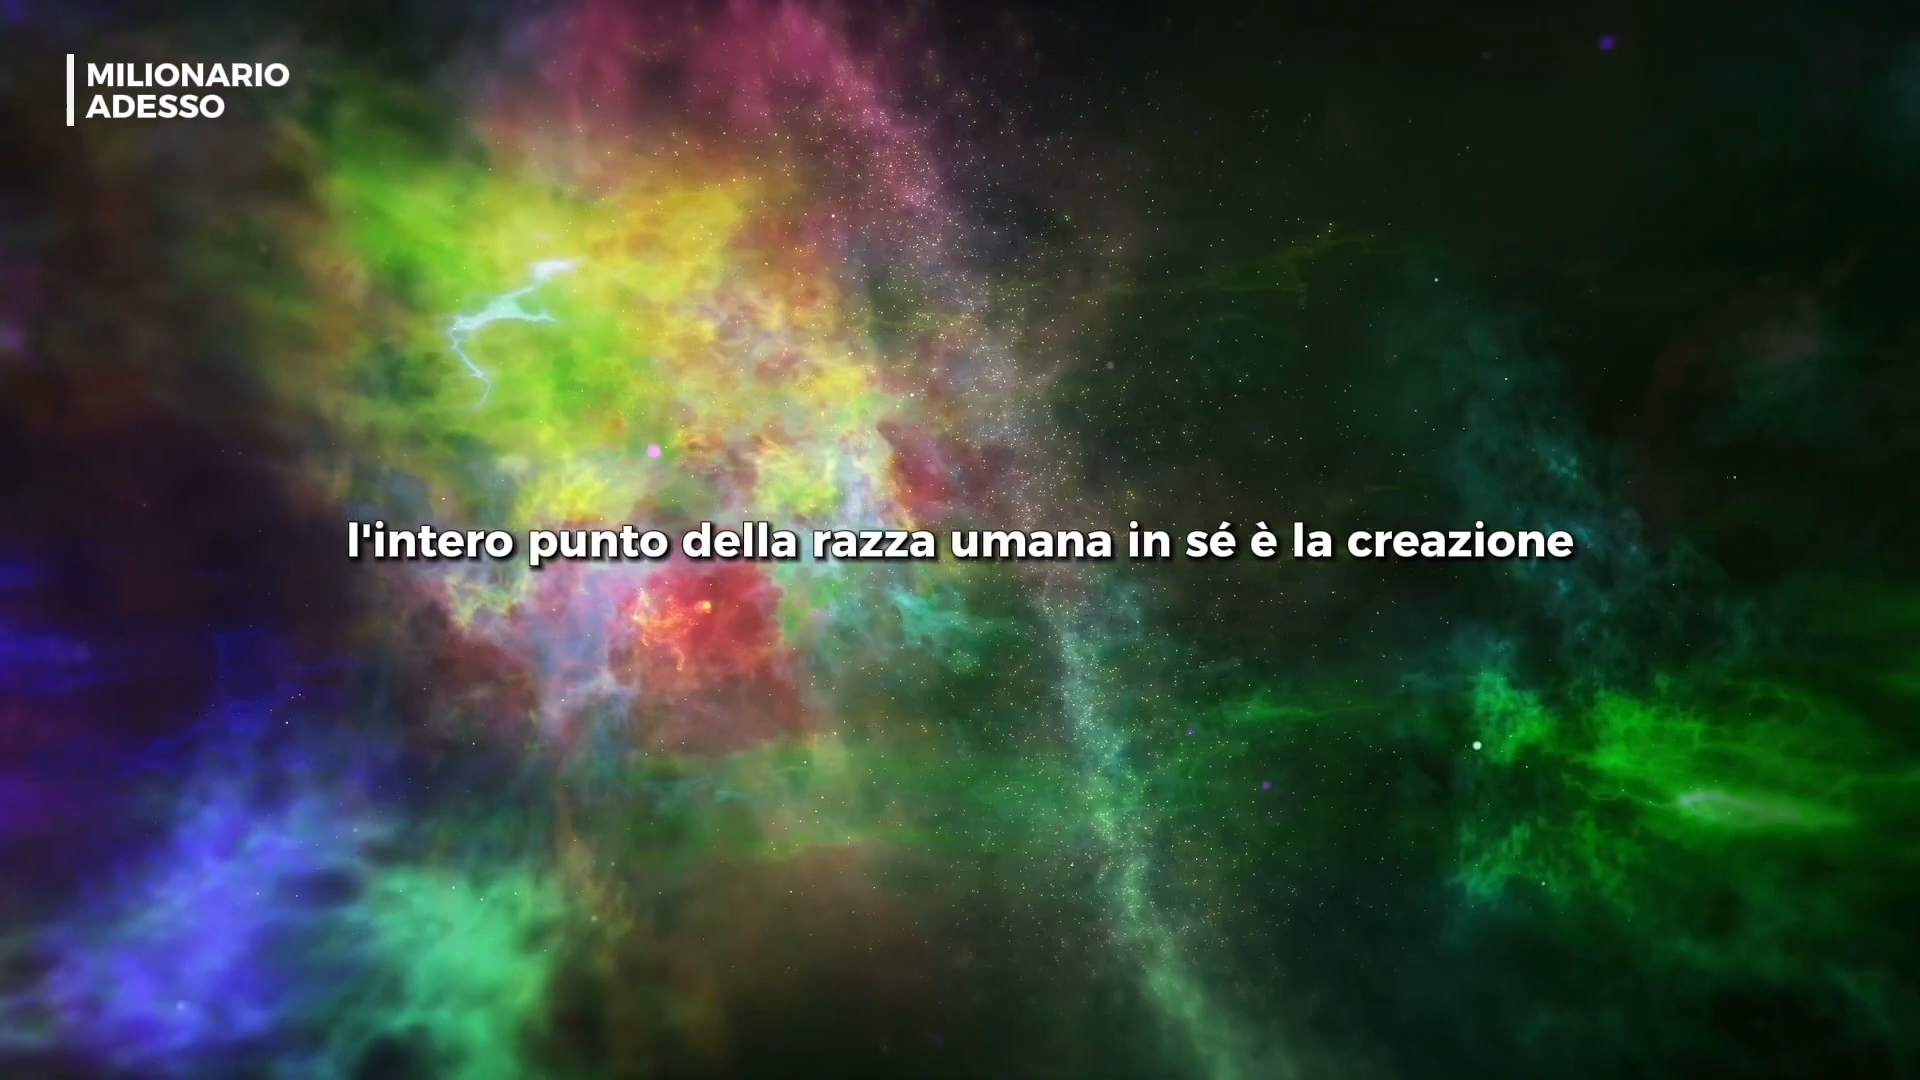 MILIONARIO
ADESSO
l'intero punto della razza umana in sé è la creazione